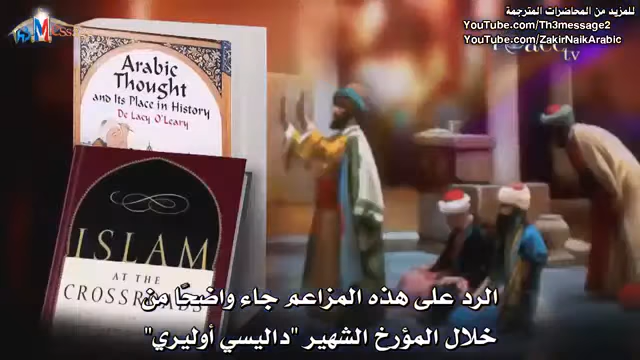 للمزيد من المحاضرات المترجمة
YouTube.com/Th3message2
YouTube.com/ZakirNaikArabic
tv
Arabic
Thought
and Its Place in History
De Lacy O'Leary
ISLAM
AT THE
الرد على هذه المزاعم جاء واضحًا من
خلال المؤرخ الشهير "داليسي أوليري"